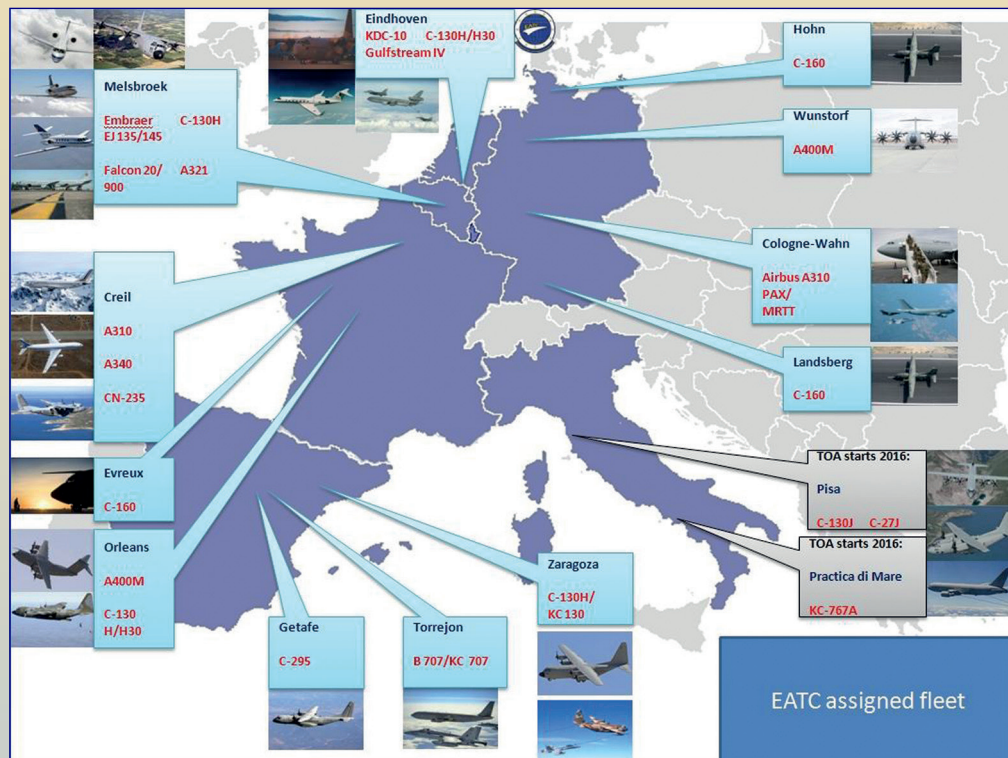 Eindhoven
KDC-10 C-130H/H30
Gulfstream IV
Hohn
C-160
Melsbroek
Embraer C-130H
EJ 135/145
Falcon 20/ A321
900
Wunstorf
A400M
Cologne-Wahn
Airbus A310
PAX/
MRTT
Creil
A310
A340
CN-235
Landsberg
C-160
Evreux
C-160
TOA starts 2016:
Pisa
C-130J C-27J
Orleans
A400M
C-130
H/H30
TOA starts 2016:
Practica di Mare
KC-767A
Zaragoza
C-130H/
KC 130
Getafe
C-295
Torrejon
B 707/KC 707
EATC assigned fleet